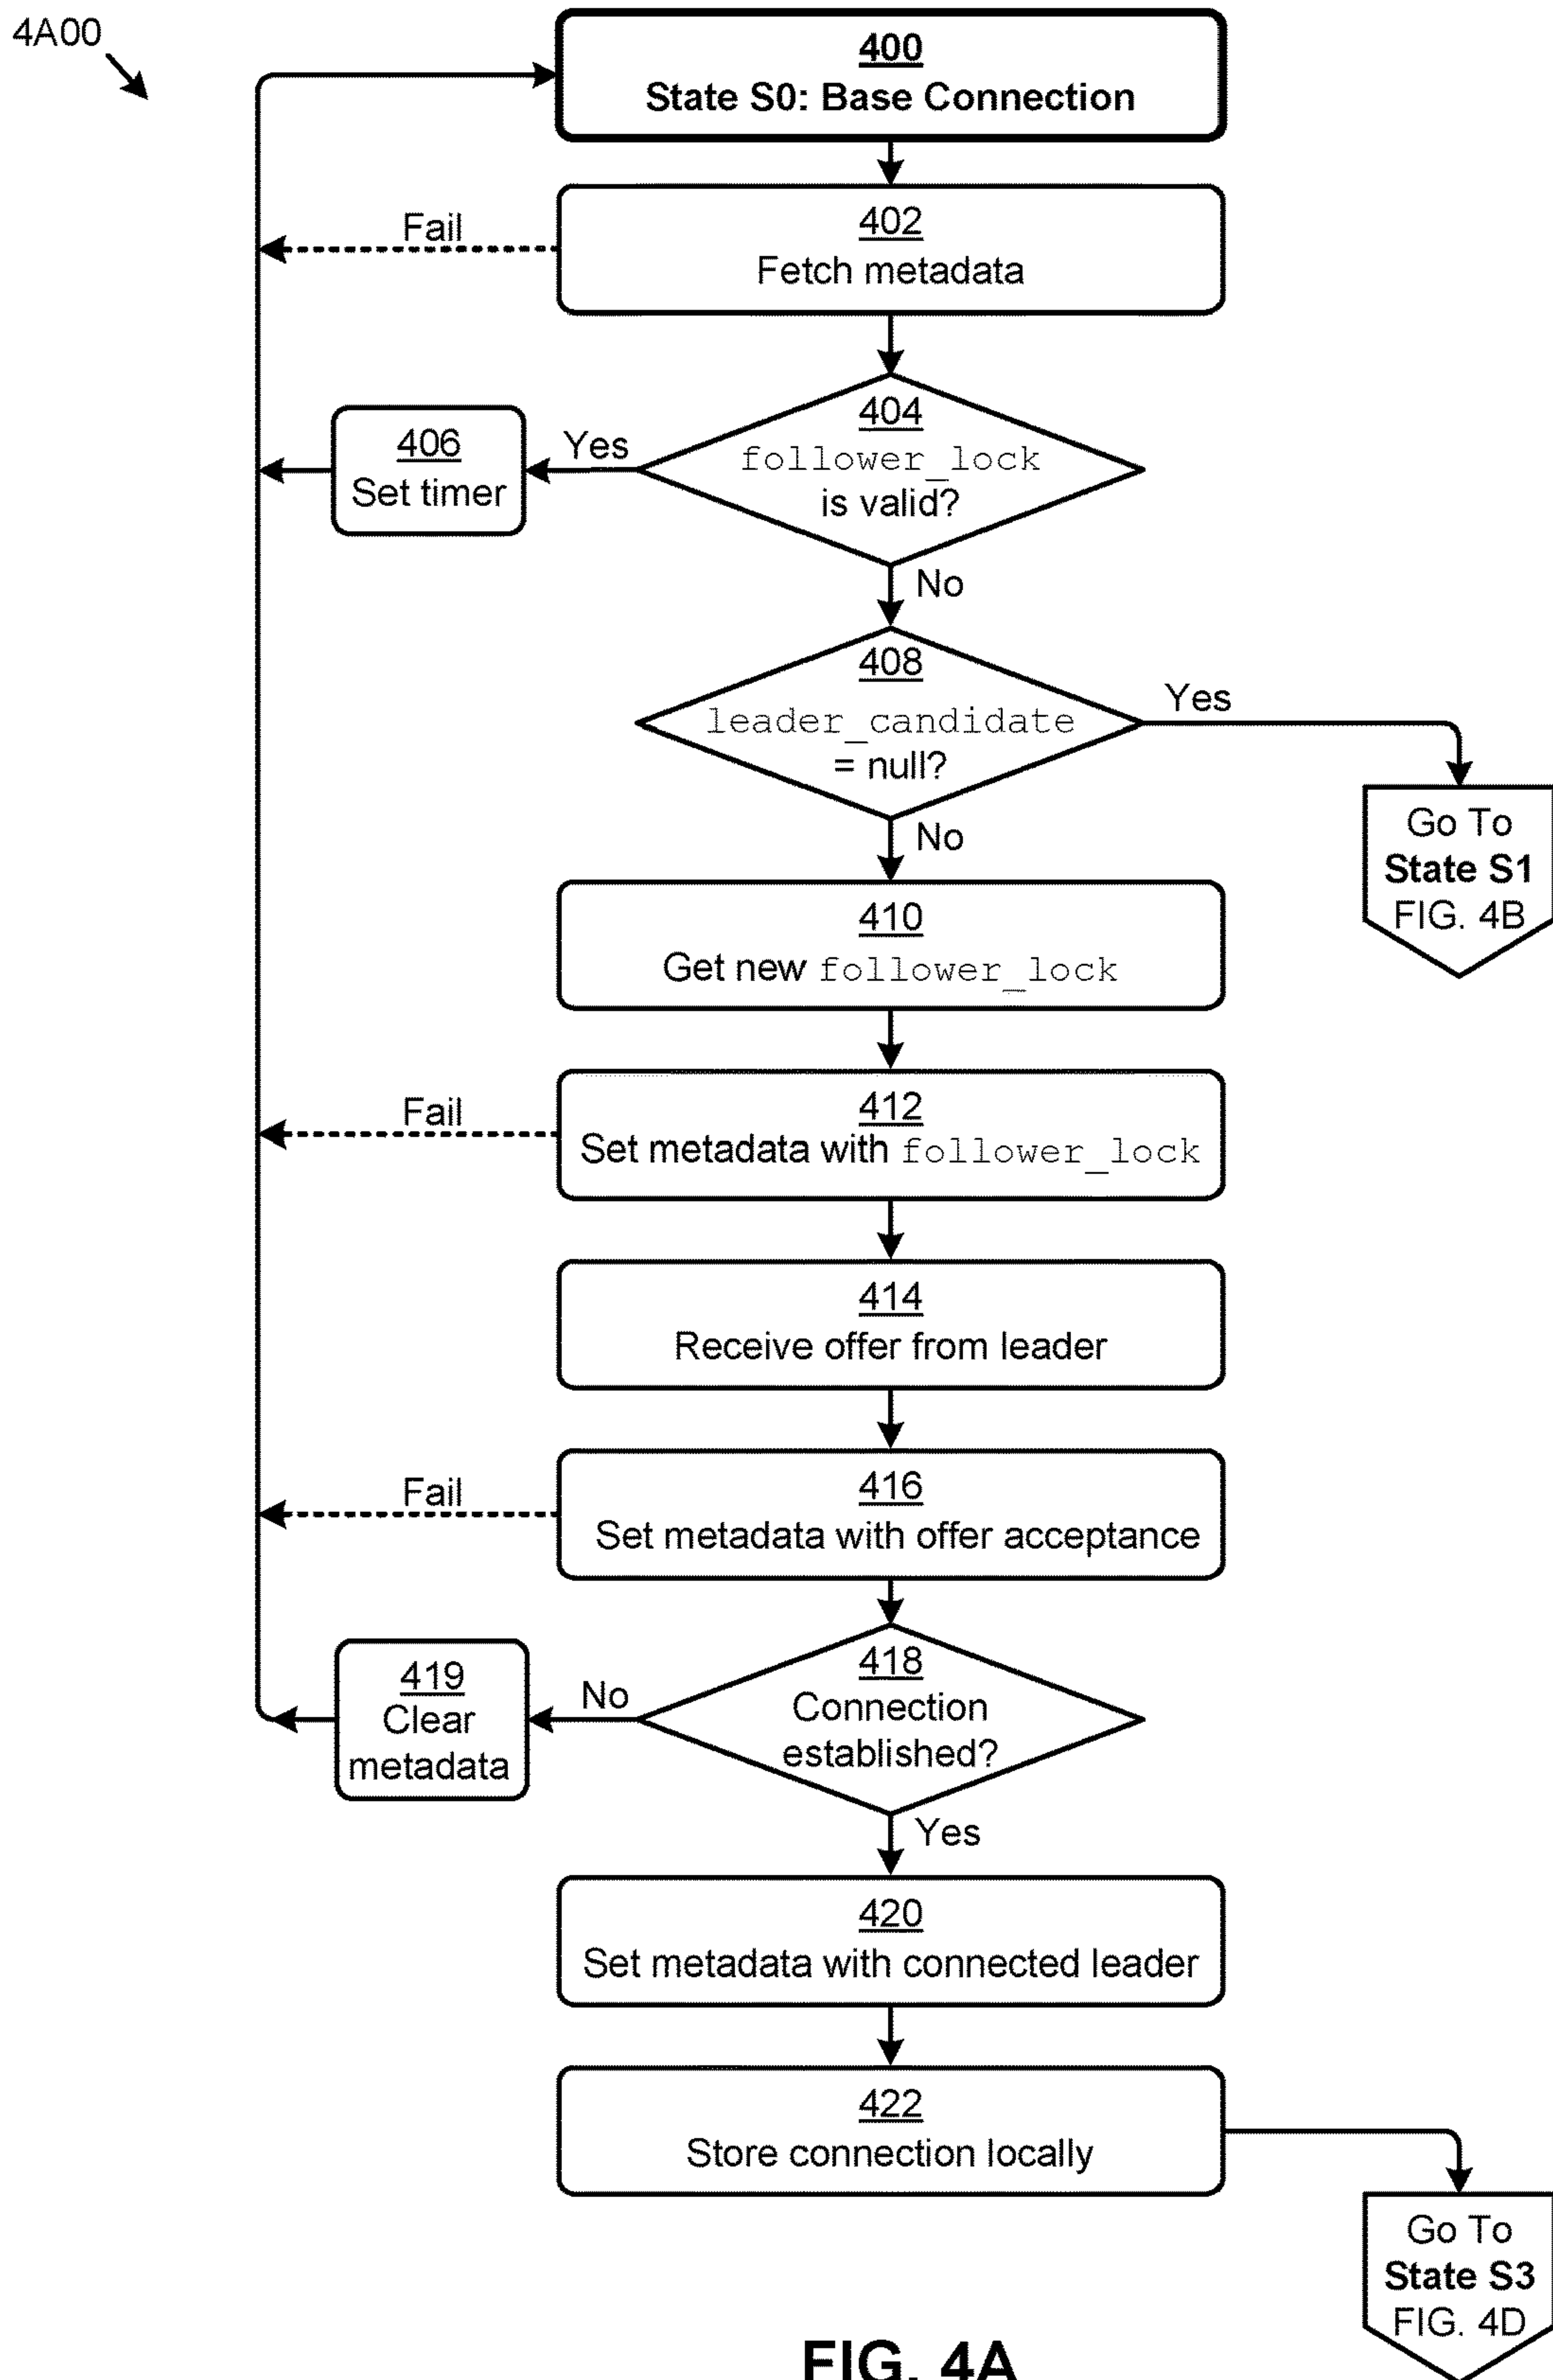 4A00
400
State S0: Base Connection
Fail
402
Fetch metadata
404
follower_lock
is valid?
Yes
406
Set timer
No
408
leader_candidate
= null?
Yes
Go To
State S1
FIG. 4B
No
410
Get new follower_lock
Fail
412
Set metadata with follower_lock
414
Receive offer from leader
Fail
416
Set metadata with offer acceptance
418
Connection
established?
No
419
Clear
metadata
Yes
420
Set metadata with connected leader
422
Store connection locally
Go To
State S3
FIG. 4D
FIG. 4A